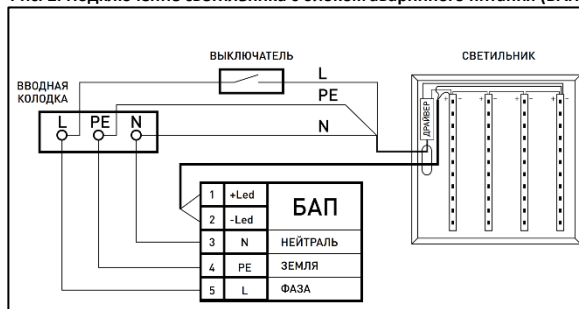 Рис. 2. Подключение светильника с блоком аварийного питания (БАП
ВЫКЛЮЧАТЕЛЬ
СВЕТИЛЬНИК
L
ВВОДНАЯ
КОЛОДКА
PE
L PE N
N
ДРАЙВЕР
+ - + - + - + -
1 +Led БАП
2 -Led
3 N НЕЙТРАЛЬ
4 PE ЗЕМЛЯ
5 L ФАЗА